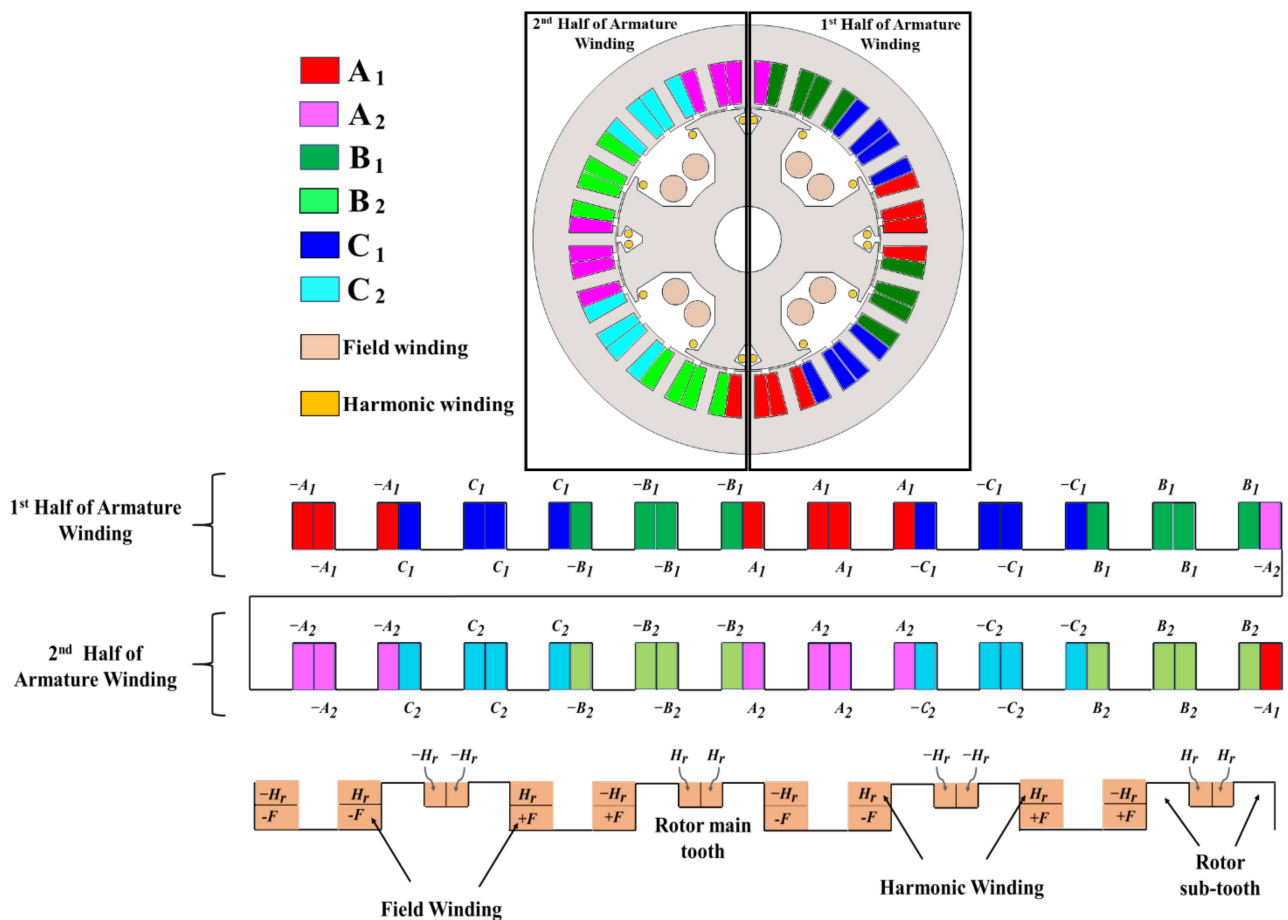 2nd Half of Armature
Winding
1st Half of Armature
Winding
A1
A2
B1
B2
C1
C2
Field winding
Harmonic winding
1st Half of Armature
Winding
−A1 −A1 C1 C1 −B1 −B1 A1 A1 −C1 −C1 B1 B1
−A1 C1 C1 −B1 −B1 A1 A1 −C1 −C1 B1 B1 −A2
2nd Half of
Armature Winding
−A2 −A2 C2 C2 −B2 −B2 A2 A2 −C2 −C2 B2 B2
−A2 C2 C2 −B2 −B2 A2 A2 −C2 −C2 B2 B2 −A1
−Hr −Hr Hr Hr −Hr −Hr Hr Hr
−Hr Hr Hr −Hr −Hr Hr Hr −Hr
-F -F +F +F -F -F +F +F
Rotor main
tooth
Field Winding
Harmonic Winding
Rotor
sub-tooth